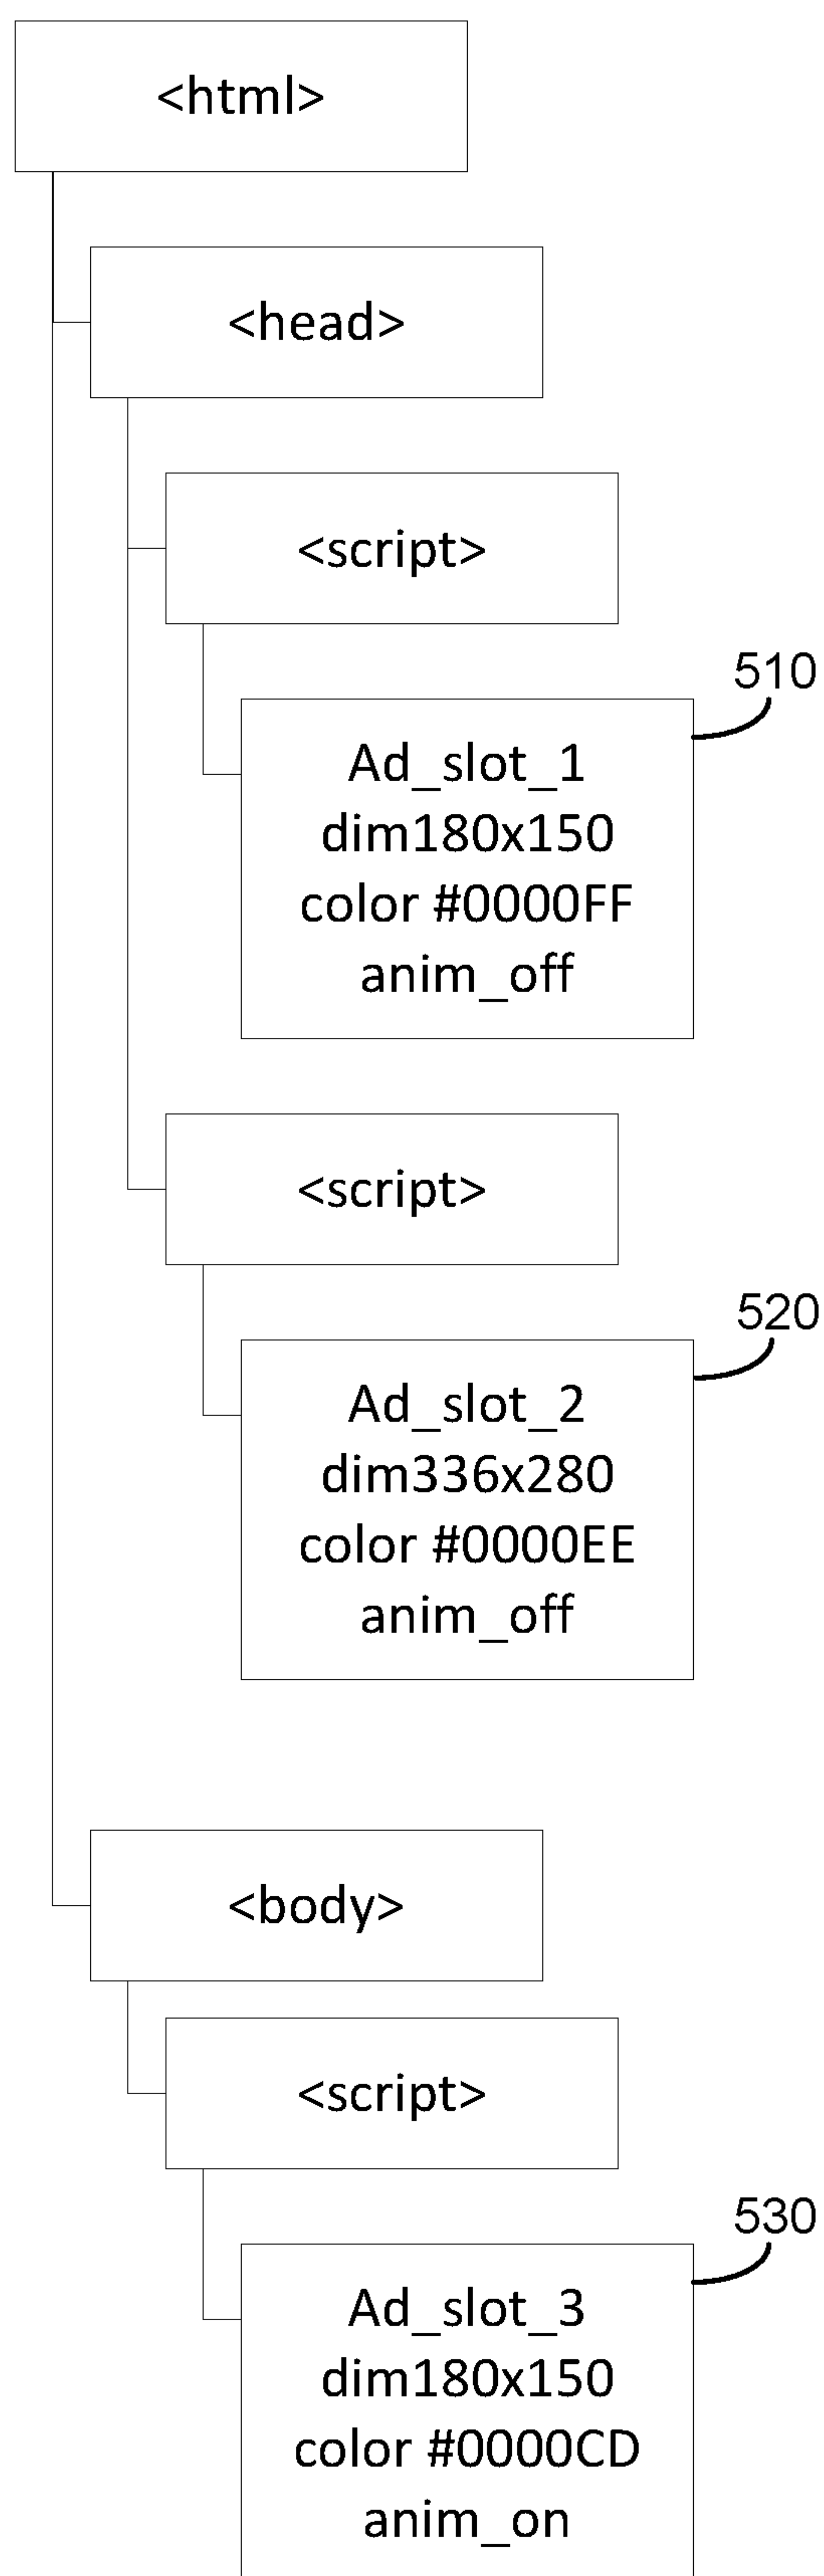 <html>
<head>
<script>
510
Ad_slot_1
dim180x150
color #0000FF
anim_off
<script>
520
Ad_slot_2
dim336x280
color #0000EE
anim_off
<body>
<script>
530
Ad_slot_3
dim180x150
color #0000CD
anim_on